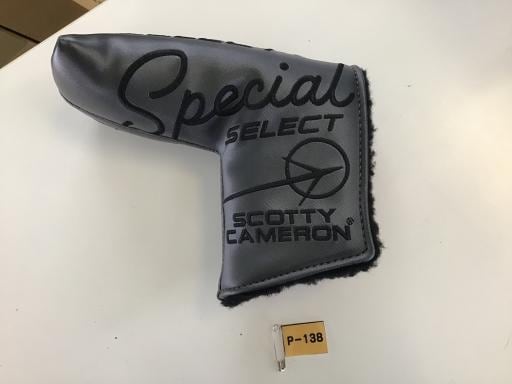 Special
SELECT
SCOTTY
CAMERON®
P-138